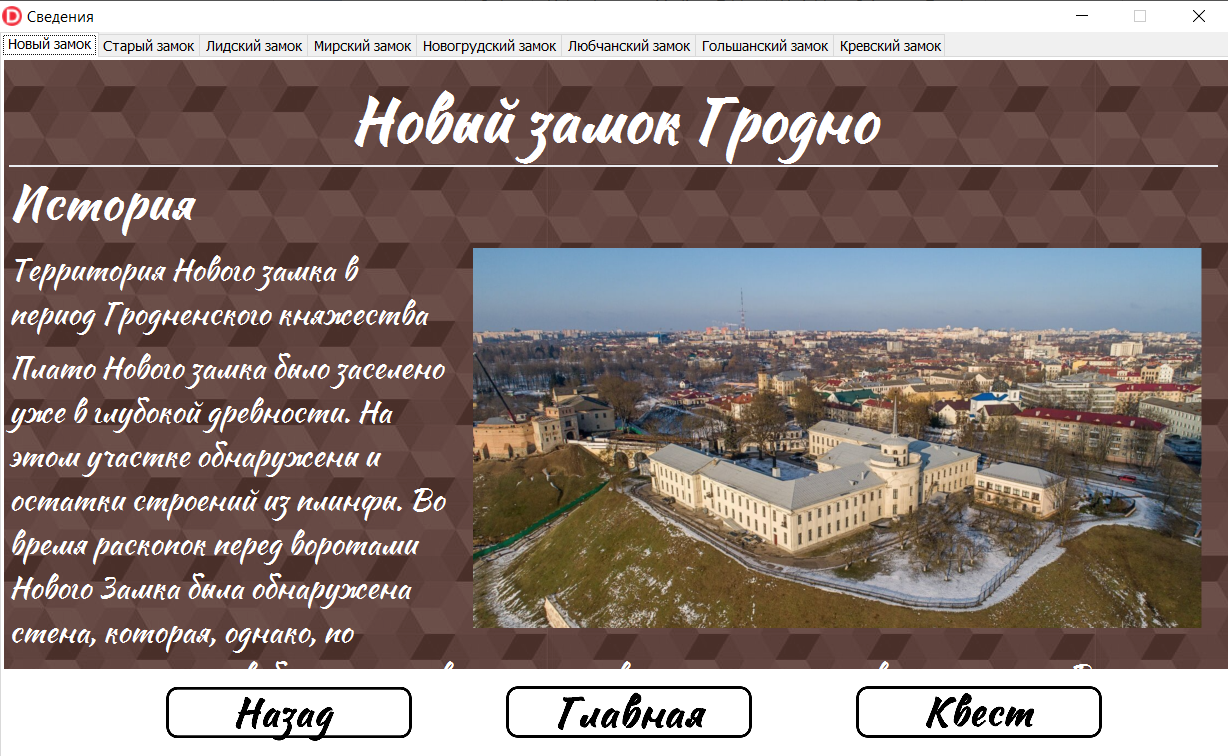 Сведения
Новый замок Старый замок Лидский замок Мирский замок Новогрудский замок Любчанский замок Гольшанский замок Кревский замок
Новый замок Гродно
История
Территория Нового замка в
период Гродненского княжества
Плато Нового замка было заселено
уже в глубокой древности. На
этом участке обнаружены и
остатки строений из плинфы. Во
время раскопок перед воротами
Нового Замка была обнаружена
стена, которая, однако, по
Назад Главная Квест